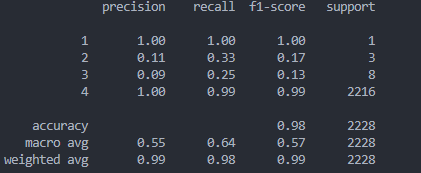 precision recall f1-score support
1 1.00 1.00 1.00 1
2 0.11 0.33 0.17 3
3 0.09 0.25 0.13 8
4 1.00 0.99 0.99 2216
accuracy 0.98 2228
macro avg 0.55 0.64 0.57 2228
weighted avg 0.99 0.98 0.99 2228